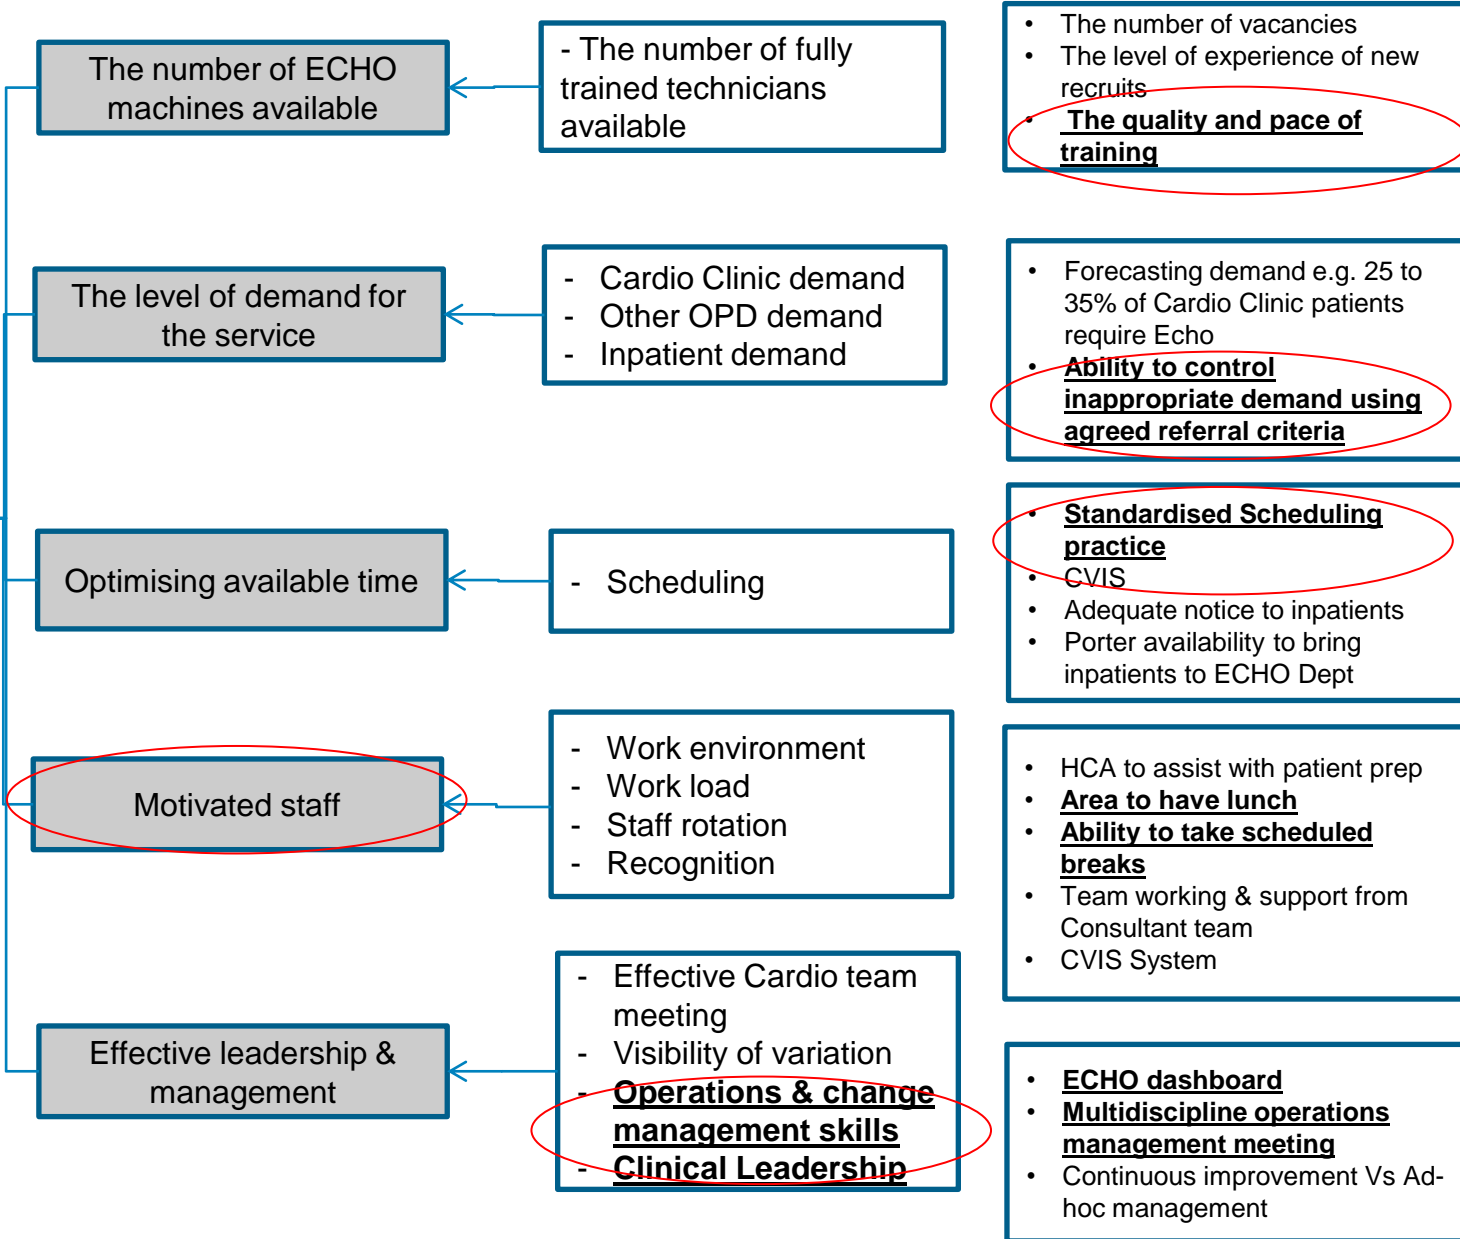 The number of ECHO
machines available
- The number of fully
trained technicians
available
• The number of vacancies
• The level of experience of new
recruits
• The quality and pace of
training
The level of demand for
the service
- Cardio Clinic demand
- Other OPD demand
- Inpatient demand
• Forecasting demand e.g. 25 to
35% of Cardio Clinic patients
require Echo
• Ability to control
inappropriate demand using
agreed referral criteria
Optimising available time
- Scheduling
• Standardised Scheduling
practice
• CVIS
• Adequate notice to inpatients
• Porter availability to bring
inpatients to ECHO Dept
Motivated staff
- Work environment
- Work load
- Staff rotation
- Recognition
• HCA to assist with patient prep
• Area to have lunch
• Ability to take scheduled
breaks
• Team working & support from
Consultant team
• CVIS System
Effective leadership &
management
- Effective Cardio team
meeting
- Visibility of variation
- Operations & change
management skills
- Clinical Leadership
• ECHO dashboard
• Multidiscipline operations
management meeting
• Continuous improvement Vs Ad-
hoc management